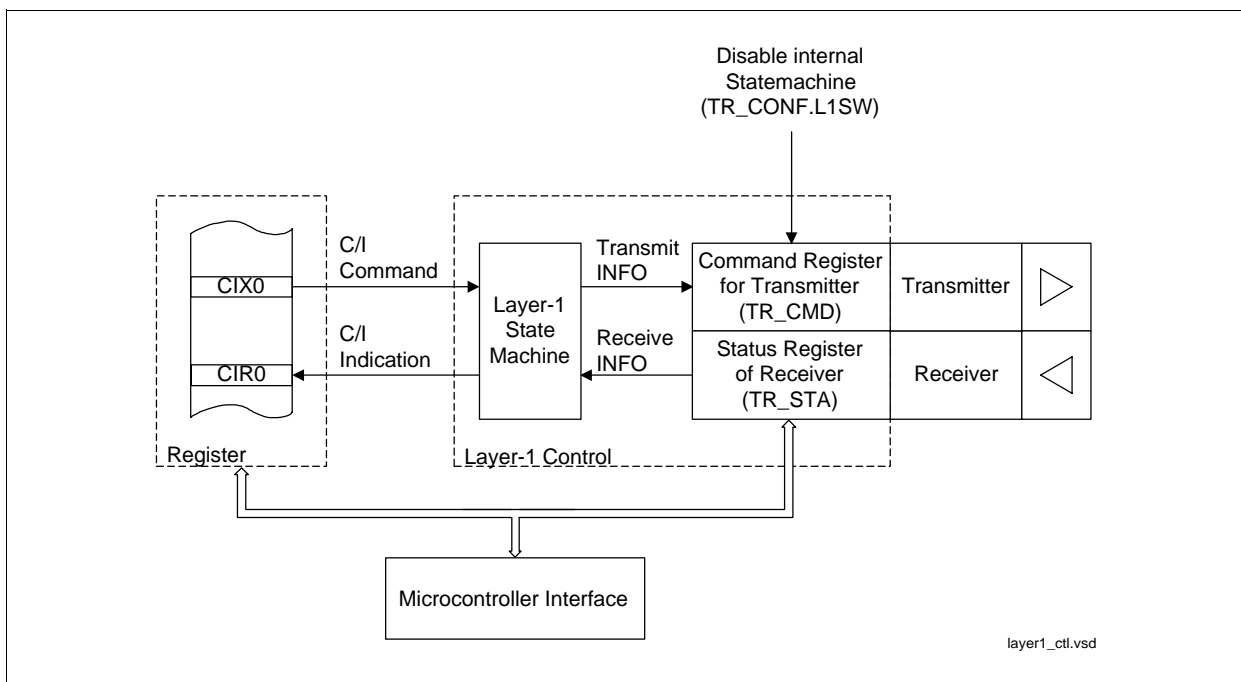 Disable internal
Statemachine
(TR_CONF.L1SW)
C/I
Command
CIX0
C/I
Indication
CIR0
Register
Layer-1
State
Machine
Transmit
INFO
Receive
INFO
Command Register
for Transmitter
(TR_CMD)
Transmitter
Status Register
of Receiver
(TR_STA)
Receiver
Layer-1 Control
Microcontroller Interface
layer1_ctl.vsd